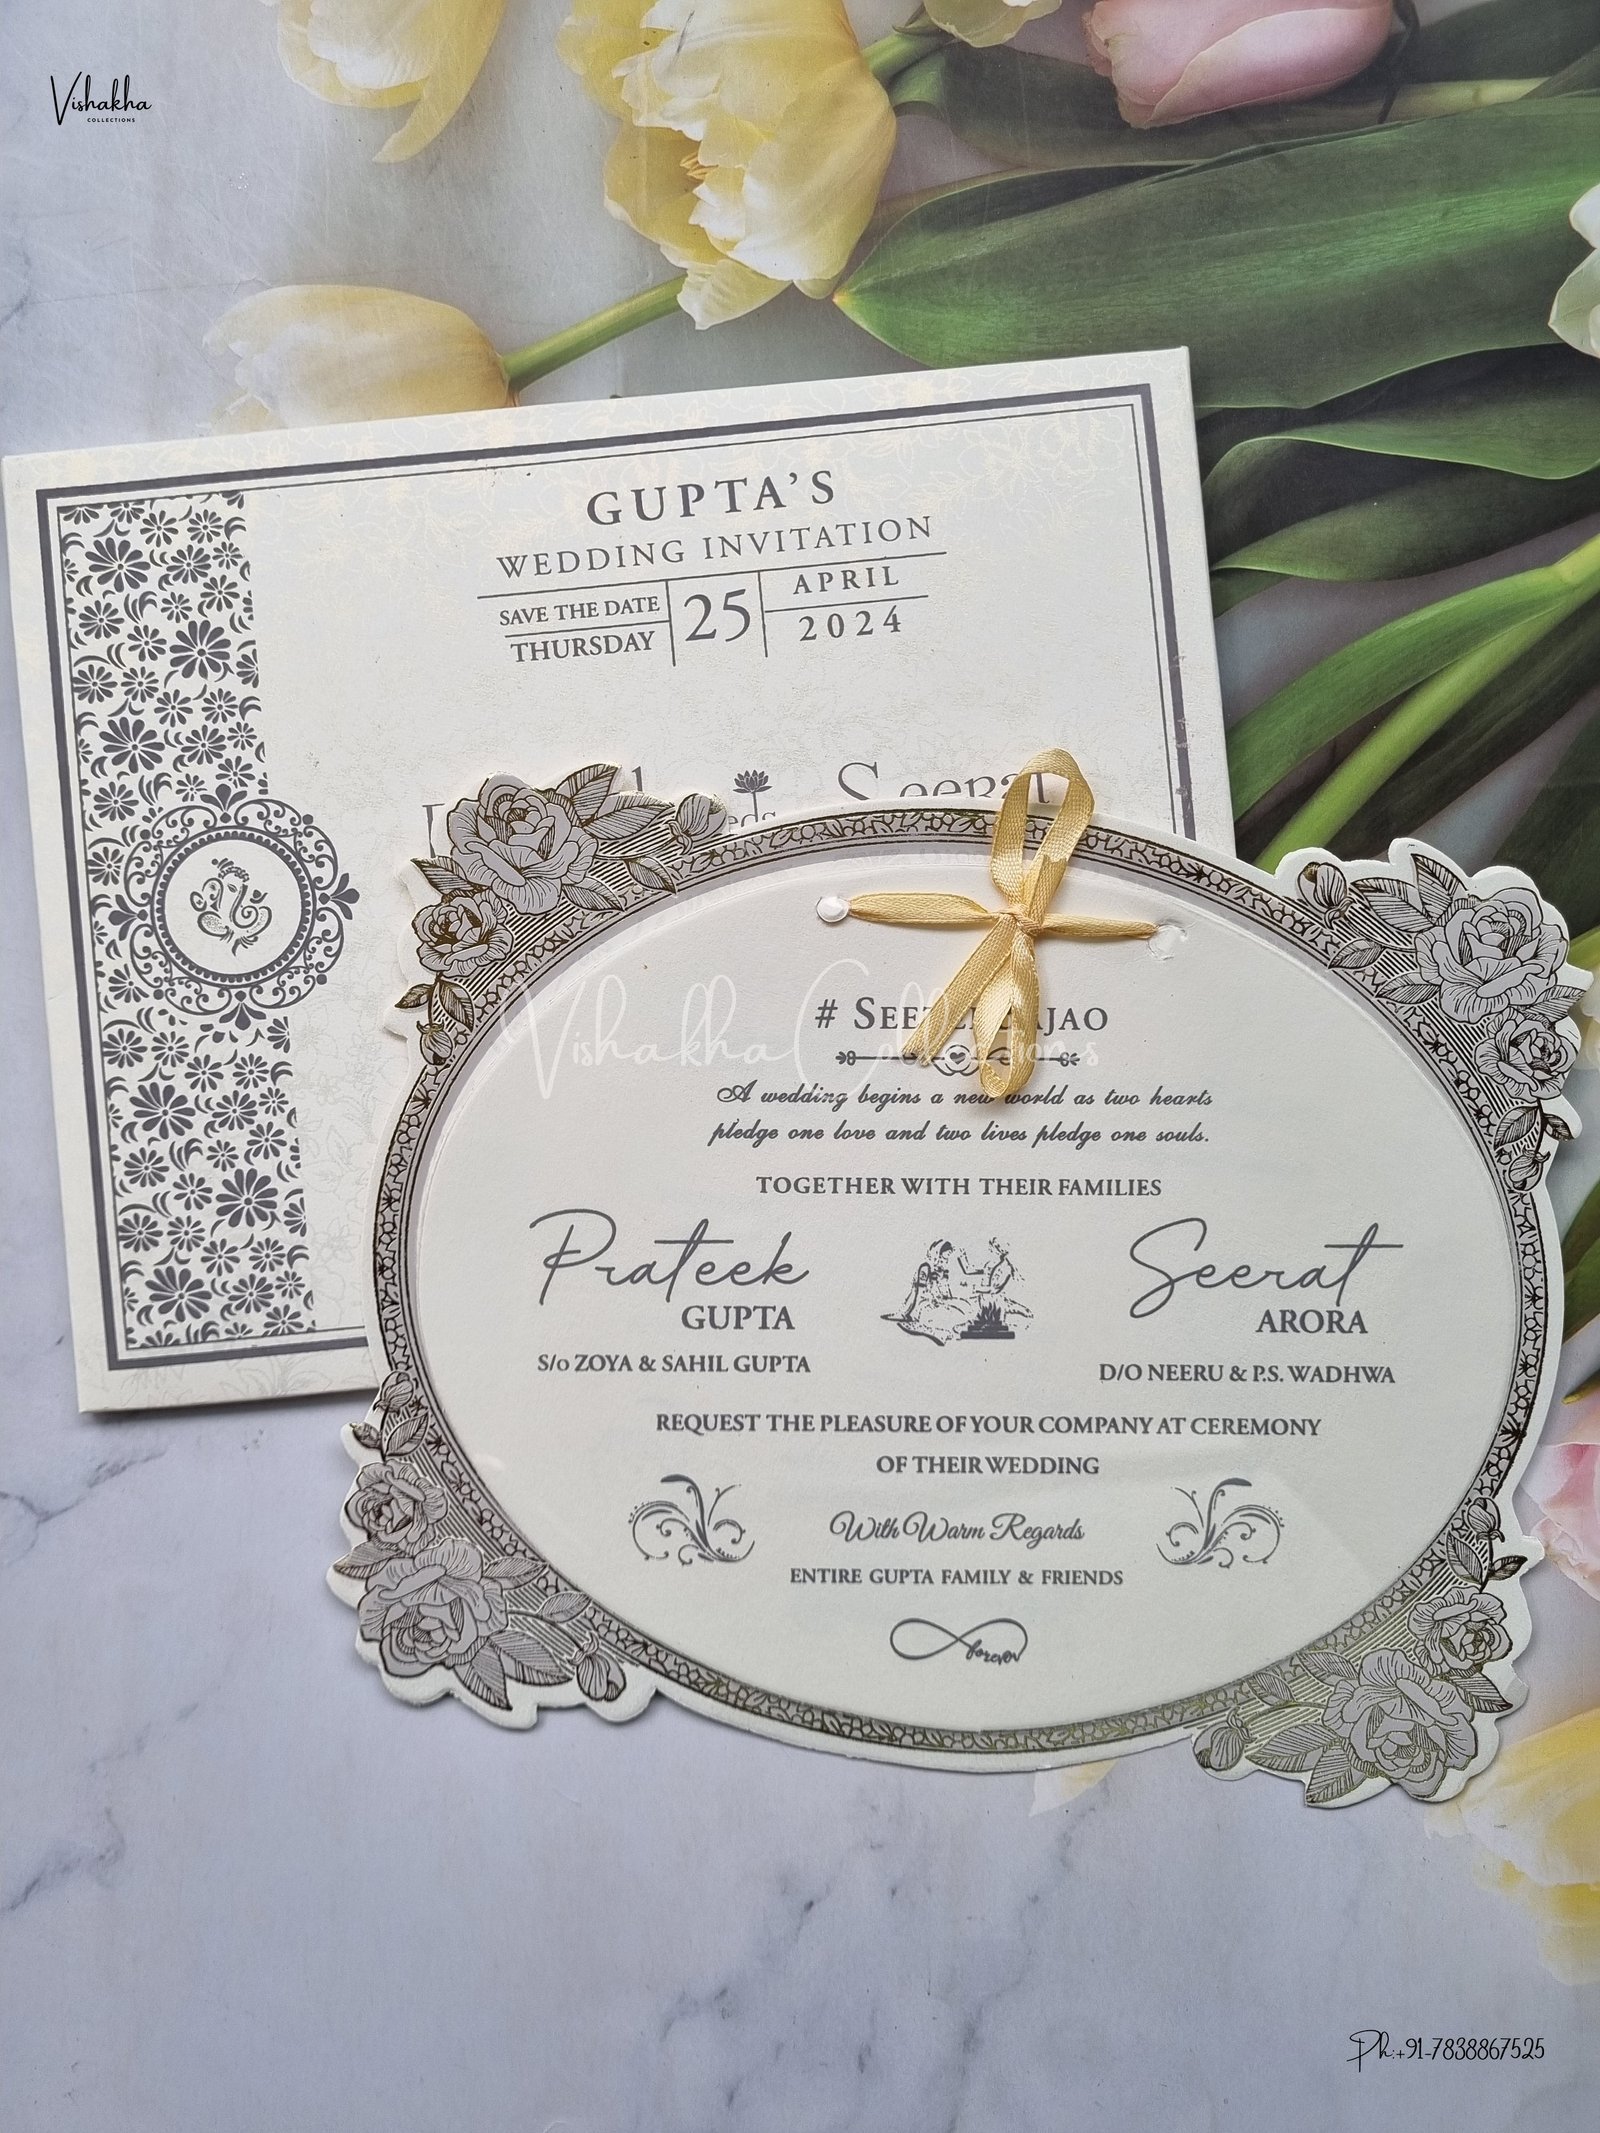 Vishakha
COLLECTIONS
GUPTA'S
WEDDING INVITATION
SAVE THE DATE
THURSDAY
25
APRIL
2024
Seerat
Vishakha Collections
#
A wedding begins a new world as two hearts
pledge one love and two lives pledge one souls.
TOGETHER WITH THEIR FAMILIES
Prateek
GUPTA
S/o ZOYA & SAHIL GUPTA
Seerat
ARORA
D/O NEERU & P.S. WADHWA
REQUEST THE PLEASURE OF YOUR COMPANY AT CEREMONY
OF THEIR WEDDING
With Warm Regards
ENTIRE GUPTA FAMILY & FRIENDS
forever
Ph:+91-7838867525